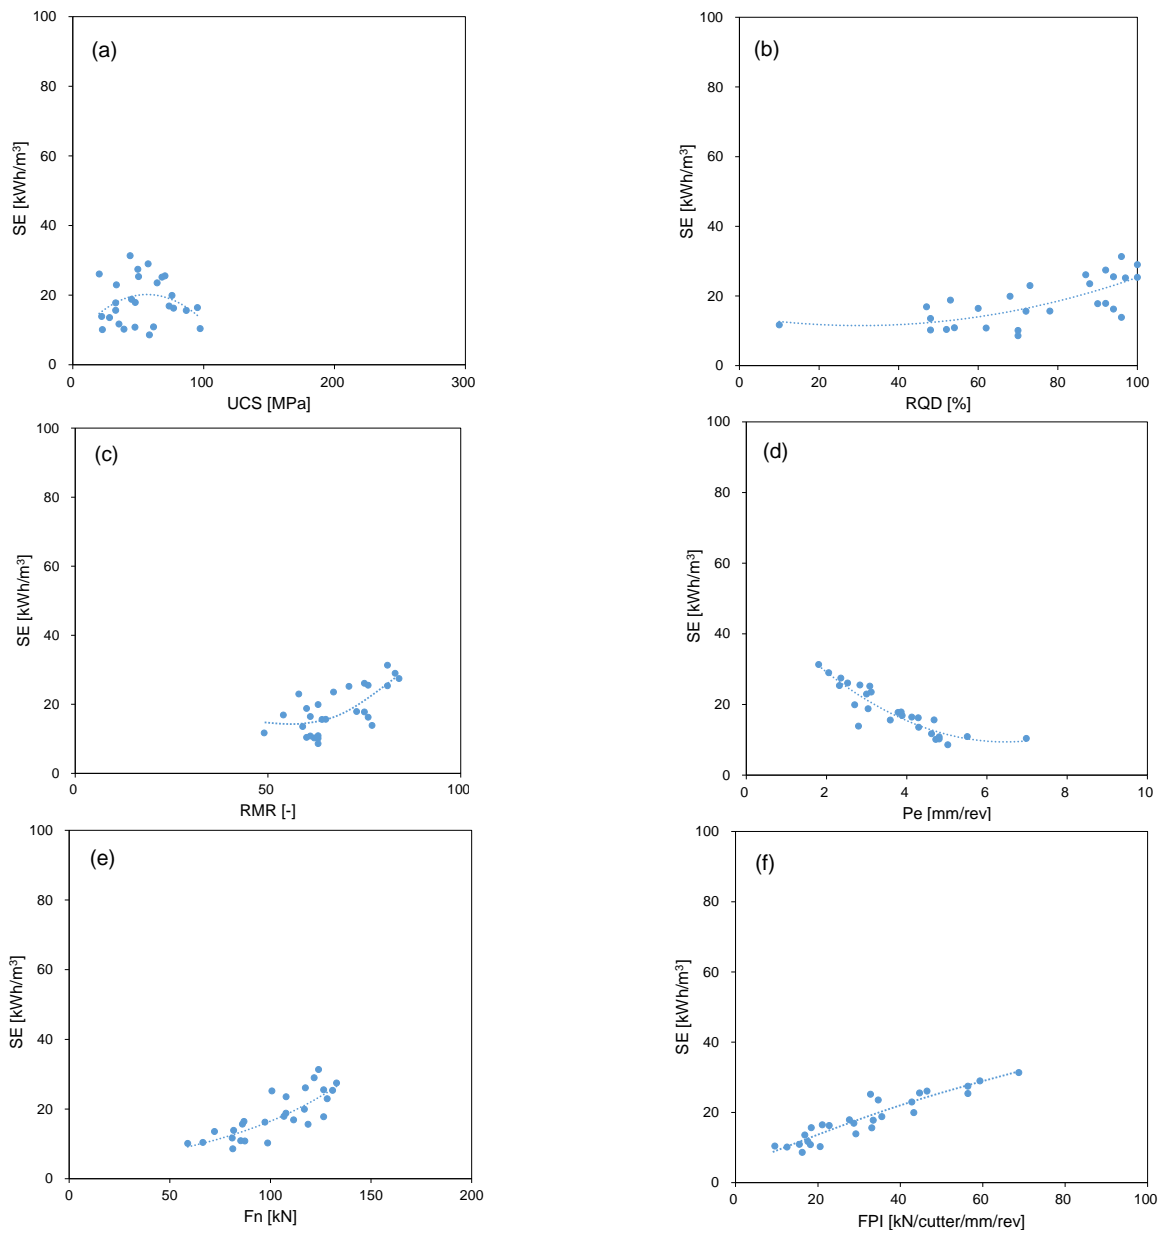 (a)
100
80
60
40
20
0
SE [kWh/m³]
0 100 200 300
UCS [MPa]
(b)
100
80
60
40
20
0
SE [kWh/m³]
0 20 40 60 80 100
RQD [%]
(c)
100
80
60
40
20
0
SE [kWh/m³]
0 50 100
RMR [-]
(d)
100
80
60
40
20
0
SE [kWh/m³]
0 2 4 6 8 10
Pe [mm/rev]
(e)
100
80
60
40
20
0
SE [kWh/m³]
0 50 100 150 200
Fn [kN]
(f)
100
80
60
40
20
0
SE [kWh/m³]
0 20 40 60 80 100
FPI [kN/cutter/mm/rev]